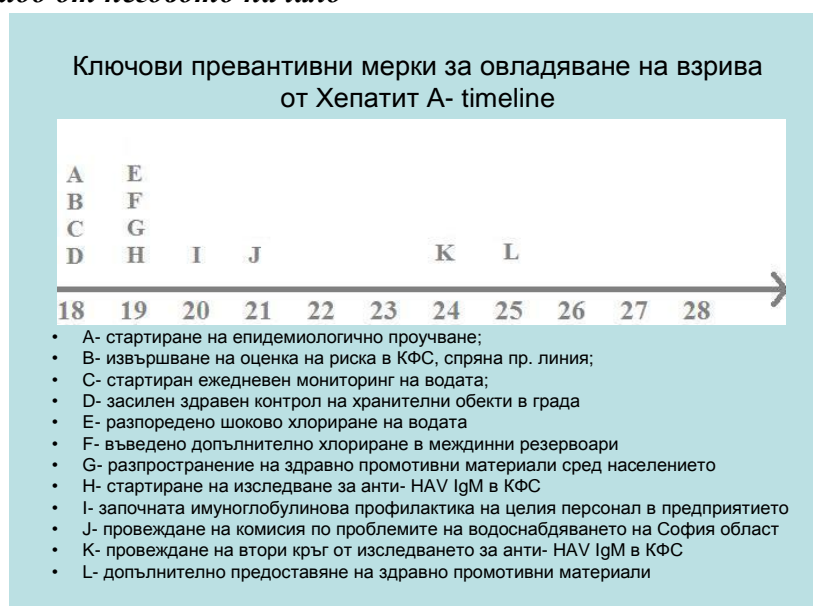 Ключови превантивни мерки за овладяване на взрива
от Хепатит А- timeline
A E
B F
C G
D H I J K L
18 19 20 21 22 23 24 25 26 27 28
• А- стартиране на епидемиологично проучване;
• В- извършване на оценка на риска в КФС, спряна пр. линия;
• С- стартиран ежедневен мониторинг на водата;
• D- засилен здравен контрол на хранителни обекти в града
• Е- разпоредено шоково хлориране на водата
• F- въведено допълнително хлориране в междинни резервоари
• G- разпространение на здравно промотивни материали сред населението
• H- стартиране на изследване за анти- HAV IgM в КФС
• I- започната имуноглобулинова профилактика на целия персонал в предприятието
• J- провеждане на комисия по проблемите на водоснабдяването на София област
• K- провеждане на втори кръг от изследването за анти- HAV IgM в КФС
• L- допълнително предоставяне на здравно промотивни материали